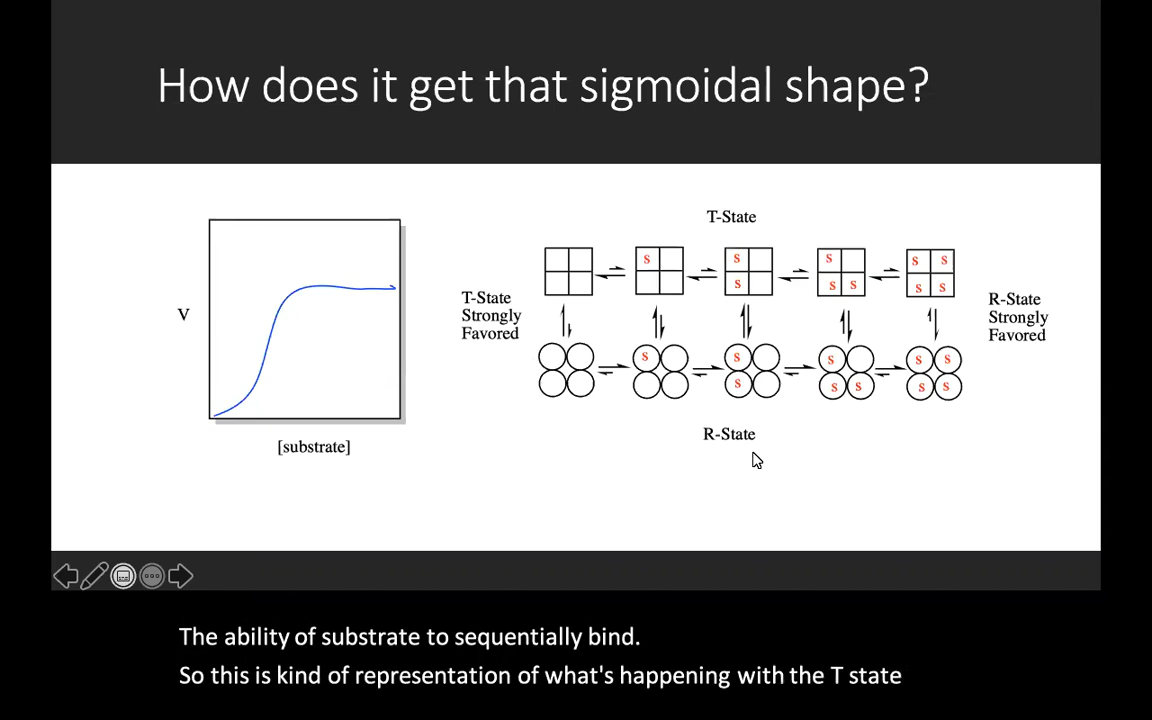 How does it get that sigmoidal shape?
V
[substrate]
T-State
T-State
Strongly
Favored
S
S
S
S
S S
S
S S
S S
R-State
Strongly
Favored
S
S
S
S
S S
S S
S S
R-State
The ability of substrate to sequentially bind.
So this is kind of representation of what's happening with the T state